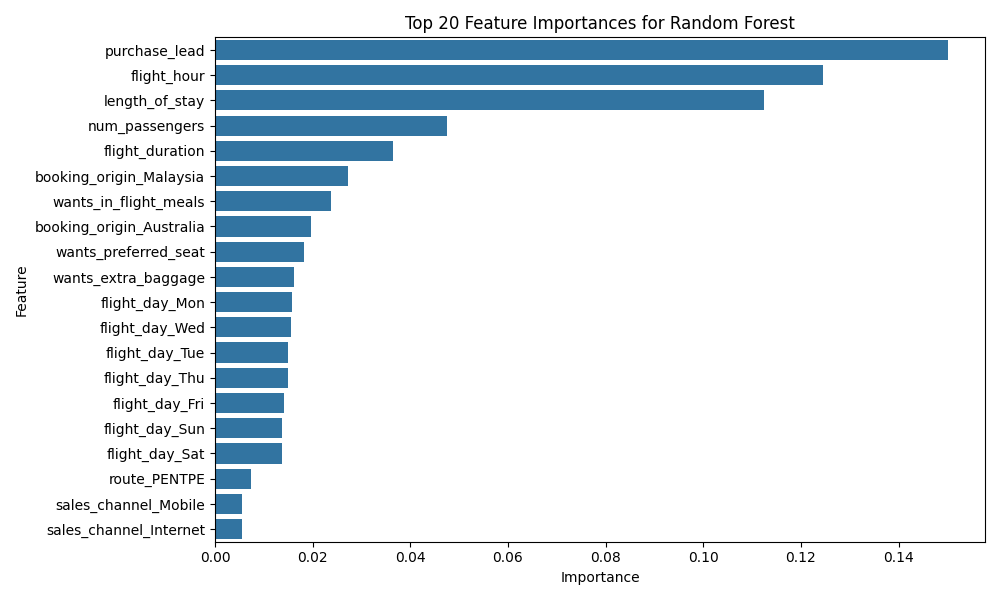 Top 20 Feature Importances for Random Forest
purchase_lead
flight_hour
length_of_stay
num_passengers
flight_duration
booking_origin_Malaysia
wants_in_flight_meals
booking_origin_Australia
wants_preferred_seat
wants_extra_baggage
flight_day_Mon
flight_day_Wed
flight_day_Tue
flight_day_Thu
flight_day_Fri
flight_day_Sun
flight_day_Sat
route_PENTPE
sales_channel_Mobile
sales_channel_Internet
Feature
0.00 0.02 0.04 0.06 0.08 0.10 0.12 0.14
Importance